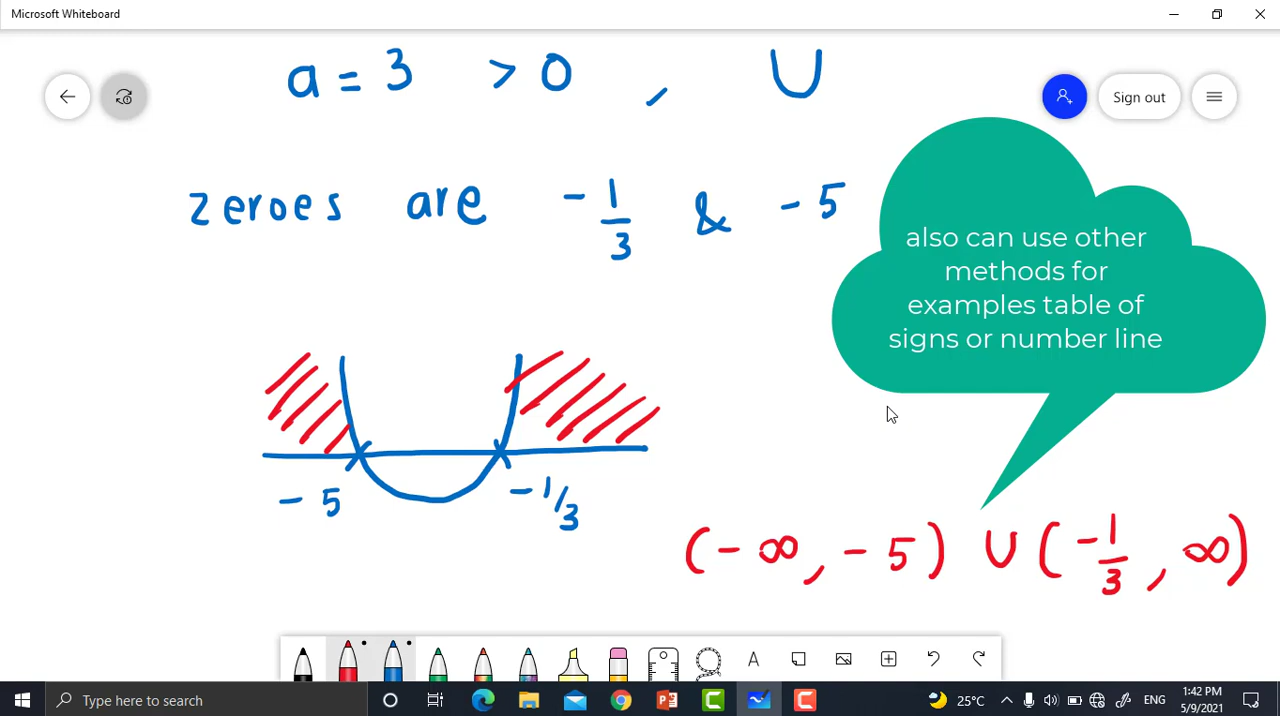 Microsoft Whiteboard
a = 3 > 0 , U
Sign out
zeroes are -1/3 & -5
also can use other
methods for
examples table of
signs or number line
-5 -1/3
(-∞, -5) U (-1/3, ∞)
A
Type here to search
25°C ENG 1:42 PM
5/9/2021